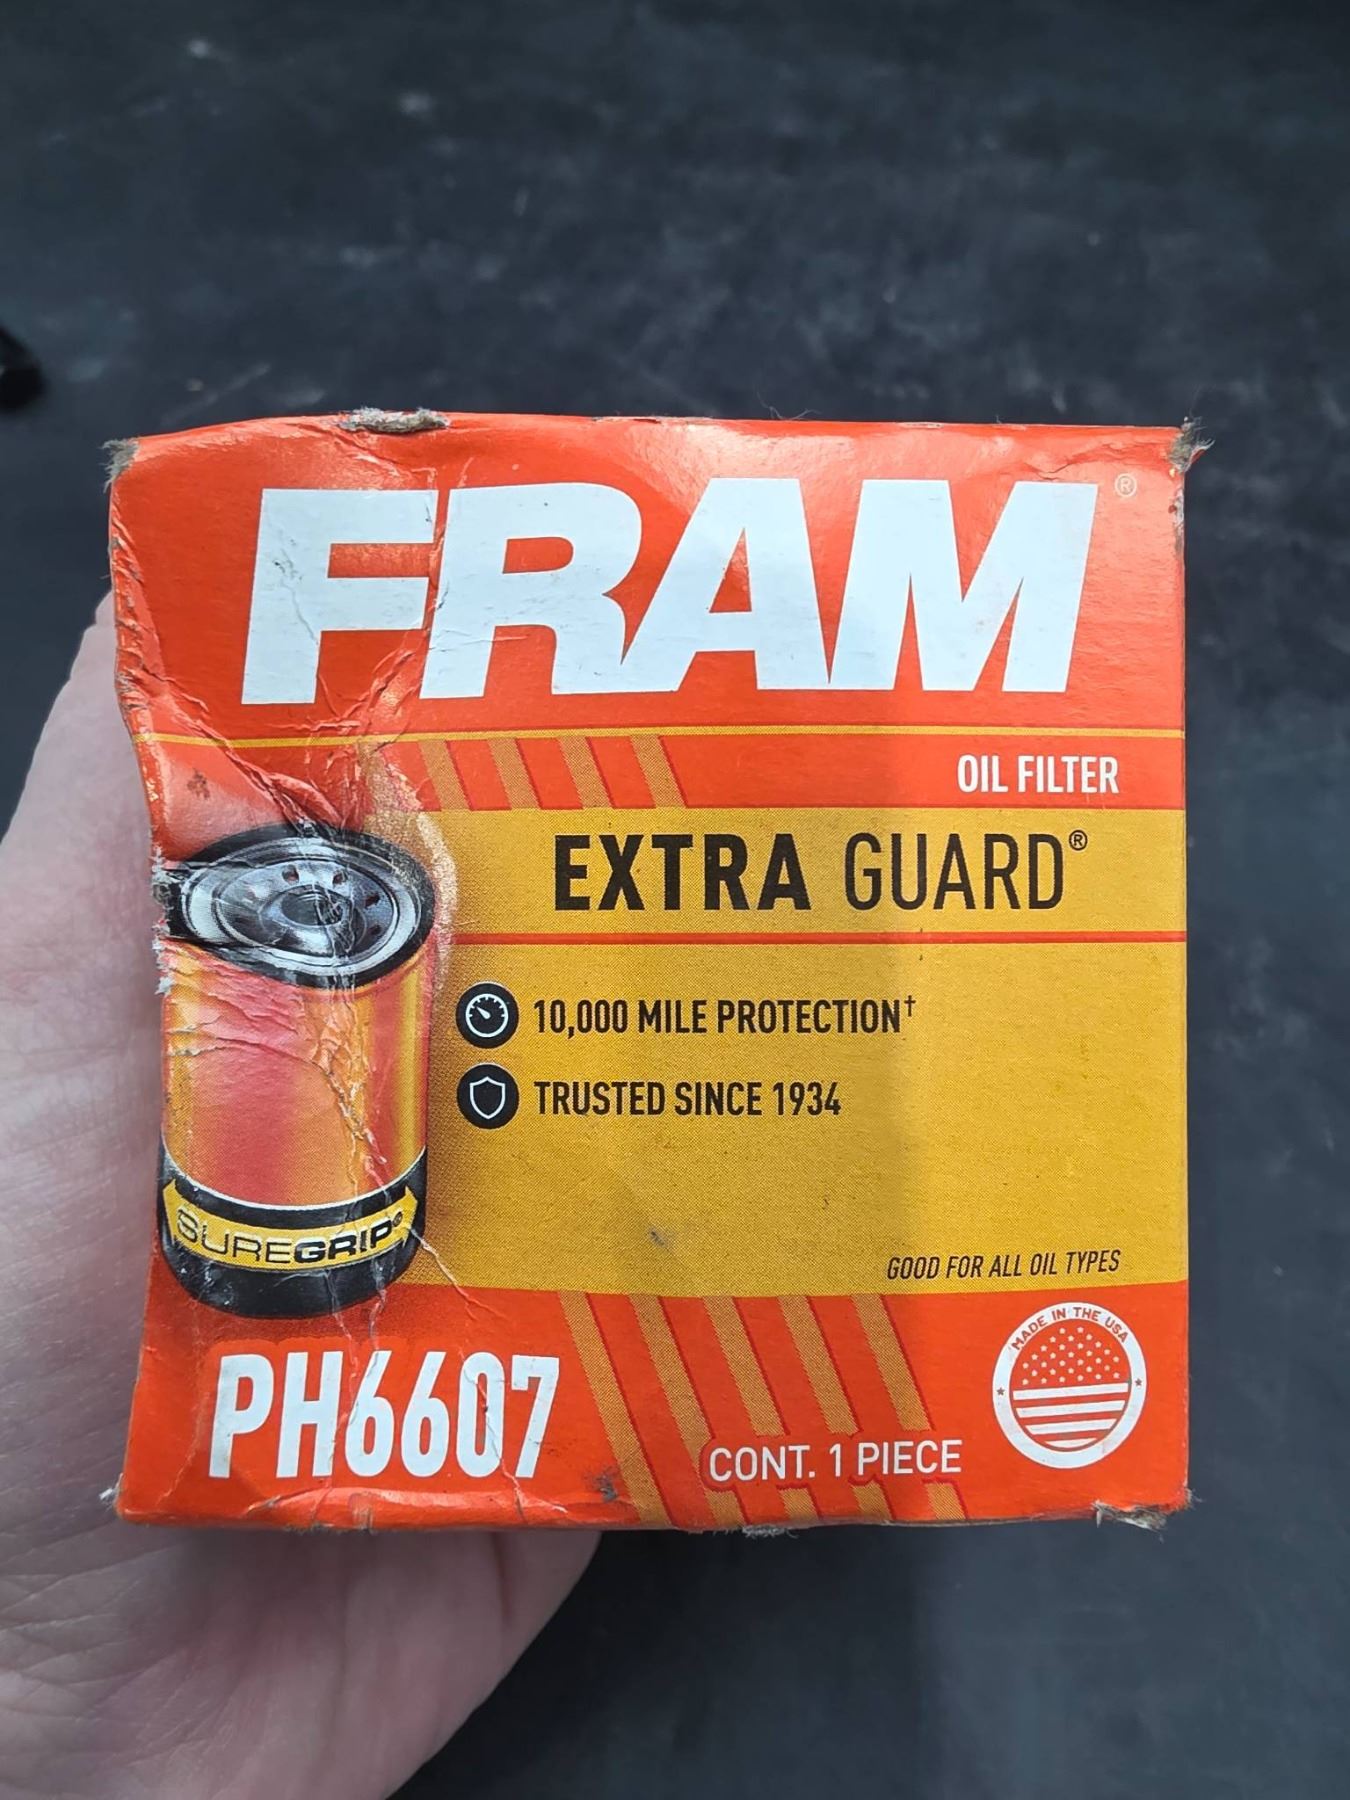 FRAM®
OIL FILTER
EXTRA GUARD®
10,000 MILE PROTECTION†
TRUSTED SINCE 1934
SUREGRIP®
GOOD FOR ALL OIL TYPES
MADE IN THE USA
PH6607
CONT. 1 PIECE